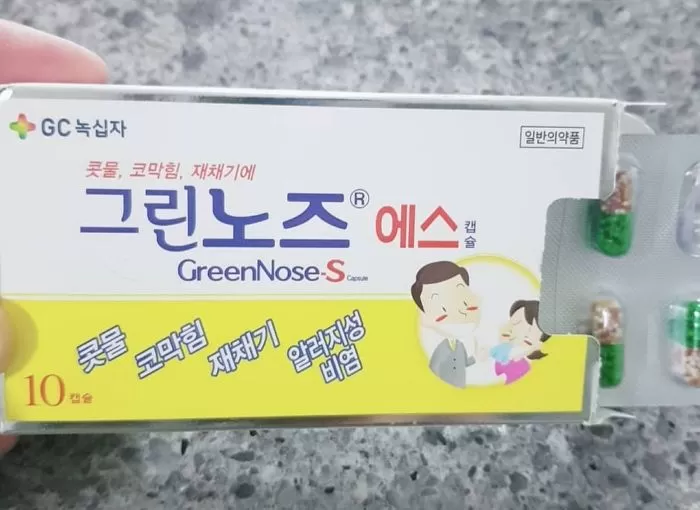 GC 녹십자
일반의약품
콧물, 코막힘, 재채기에
그린노즈® 에스 캡슐
GreenNose-S Capsule
콧물 코막힘 재채기 알러지성 비염
10 캡슐